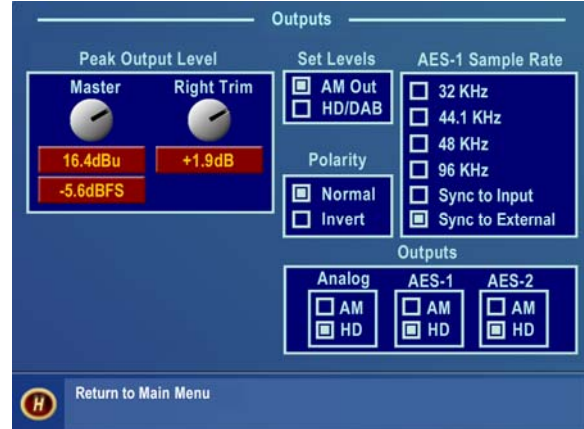 Outputs
Peak Output Level
Master
Right Trim
16.4dBu
+1.9dB
-5.6dBFS
Set Levels
AM Out
HD/DAB
Polarity
Normal
Invert
AES-1 Sample Rate
32 KHz
44.1 KHz
48 KHz
96 KHz
Sync to Input
Sync to External
Outputs
Analog
AM
HD
AES-1
AM
HD
AES-2
AM
HD
H
Return to Main Menu